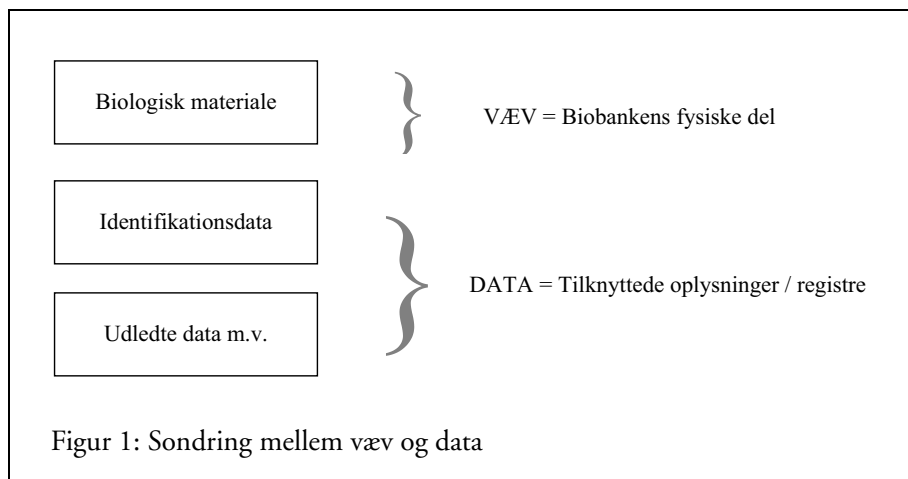 Biologisk materiale
VÆV = Biobankens fysiske del
Identifikationsdata
DATA = Tilknyttede oplysninger / registre
Udledte data m.v.
Figur 1: Sondring mellem væv og data